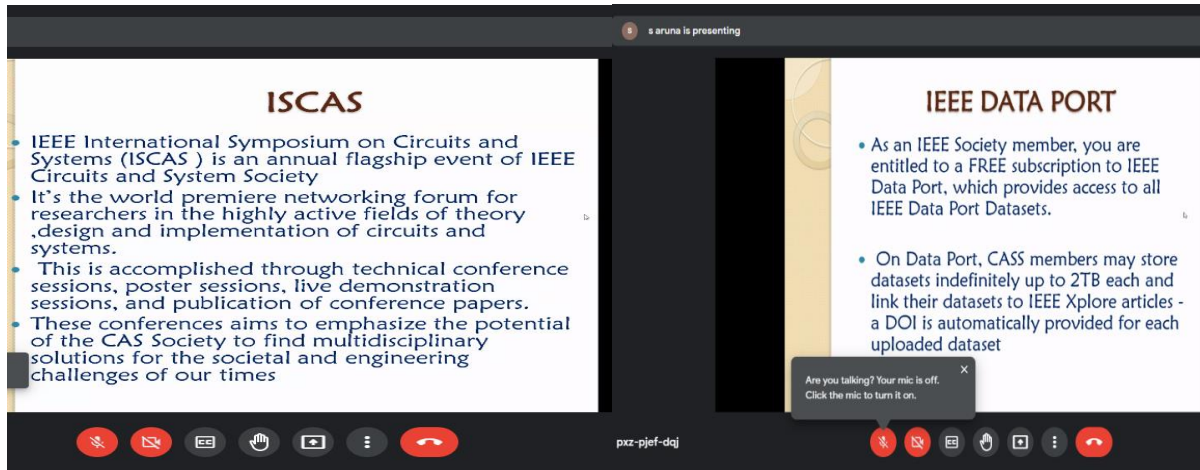 ISCAS
IEEE International Symposium on Circuits and
Systems (ISCAS ) is an annual flagship event of IEEE
Circuits and System Society
It's the world premiere networking forum for
researchers in the highly active fields of theory
,design and implementation of circuits and
systems.
This is accomplished through technical conference
sessions, poster sessions, live demonstration
sessions, and publication of conference papers.
These conferences aims to emphasize the potential
of the CAS Society to find multidisciplinary
solutions for the societal and engineering
challenges of our times
CC
s
s aruna is presenting
IEEE DATA PORT
As an IEEE Society member, you are
entitled to a FREE subscription to IEEE
Data Port, which provides access to all
IEEE Data Port Datasets.
On Data Port, CASS members may store
datasets indefinitely up to 2TB each and
link their datasets to IEEE Xplore articles -
a DOI is automatically provided for each
uploaded dataset
Are you talking? Your mic is off.
Click the mic to turn it on.
pxz-pjef-dqj
CC